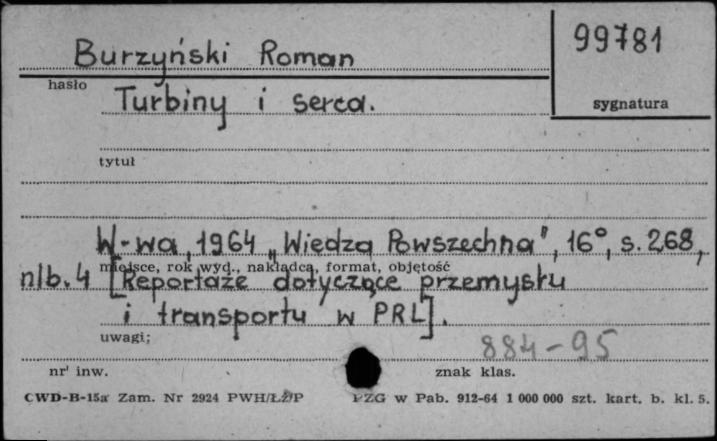 Burzyński Roman
99781
hasło
Turbiny i serca.
sygnatura
tytuł
W-wa, 1964 „Wiedza Powszechna", 16°, s. 268,
miejsce, rok wyd., nakładca, format, objętość
nlb. 4 [Reportaże dotyczące przemysłu
i transportu w PRL].
uwagi;
884-95
nr inw.
znak klas.
CWD-B-15a Zam. Nr 2924 PWH/ŁŻ/P PZG w Pab. 912-64 1 000 000 szt. kart. b. kl. 5.